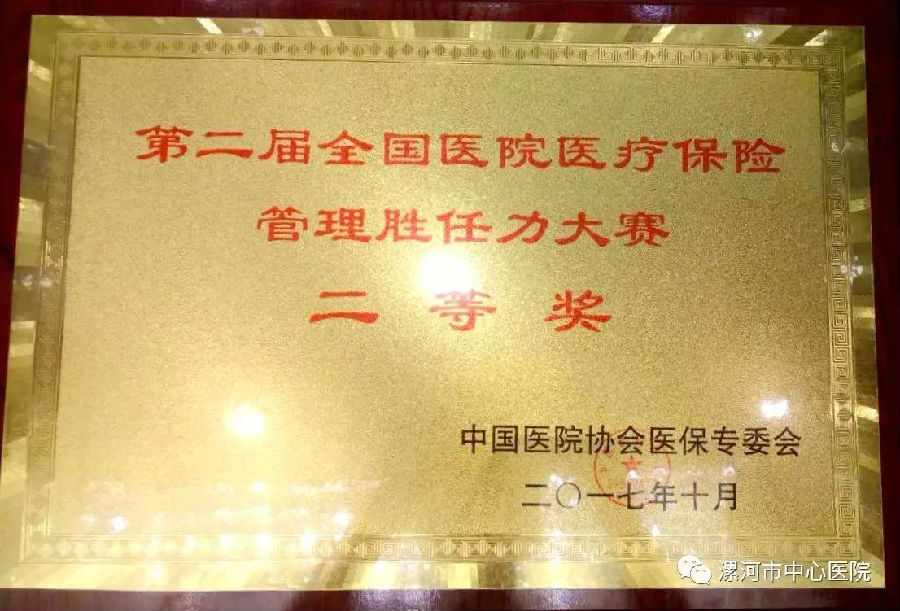 第二届全国医院医疗保险
管理胜任力大赛
二等奖
中国医院协会医保专委会
二〇一七年十月
漯河市中心医院